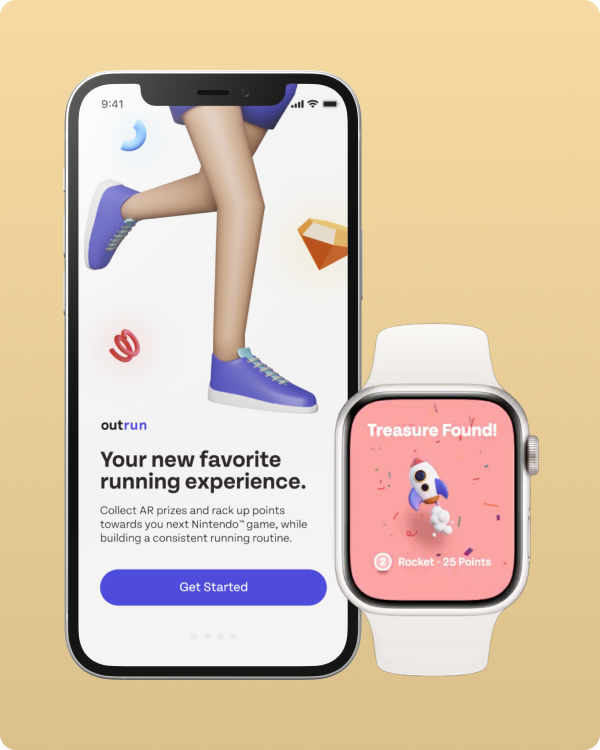 9:41
outrun
Your new favorite
running experience.
Collect AR prizes and rack up points
towards you next Nintendo™ game, while
building a consistent running routine.
Get Started
Treasure Found!
2 Rocket · 25 Points